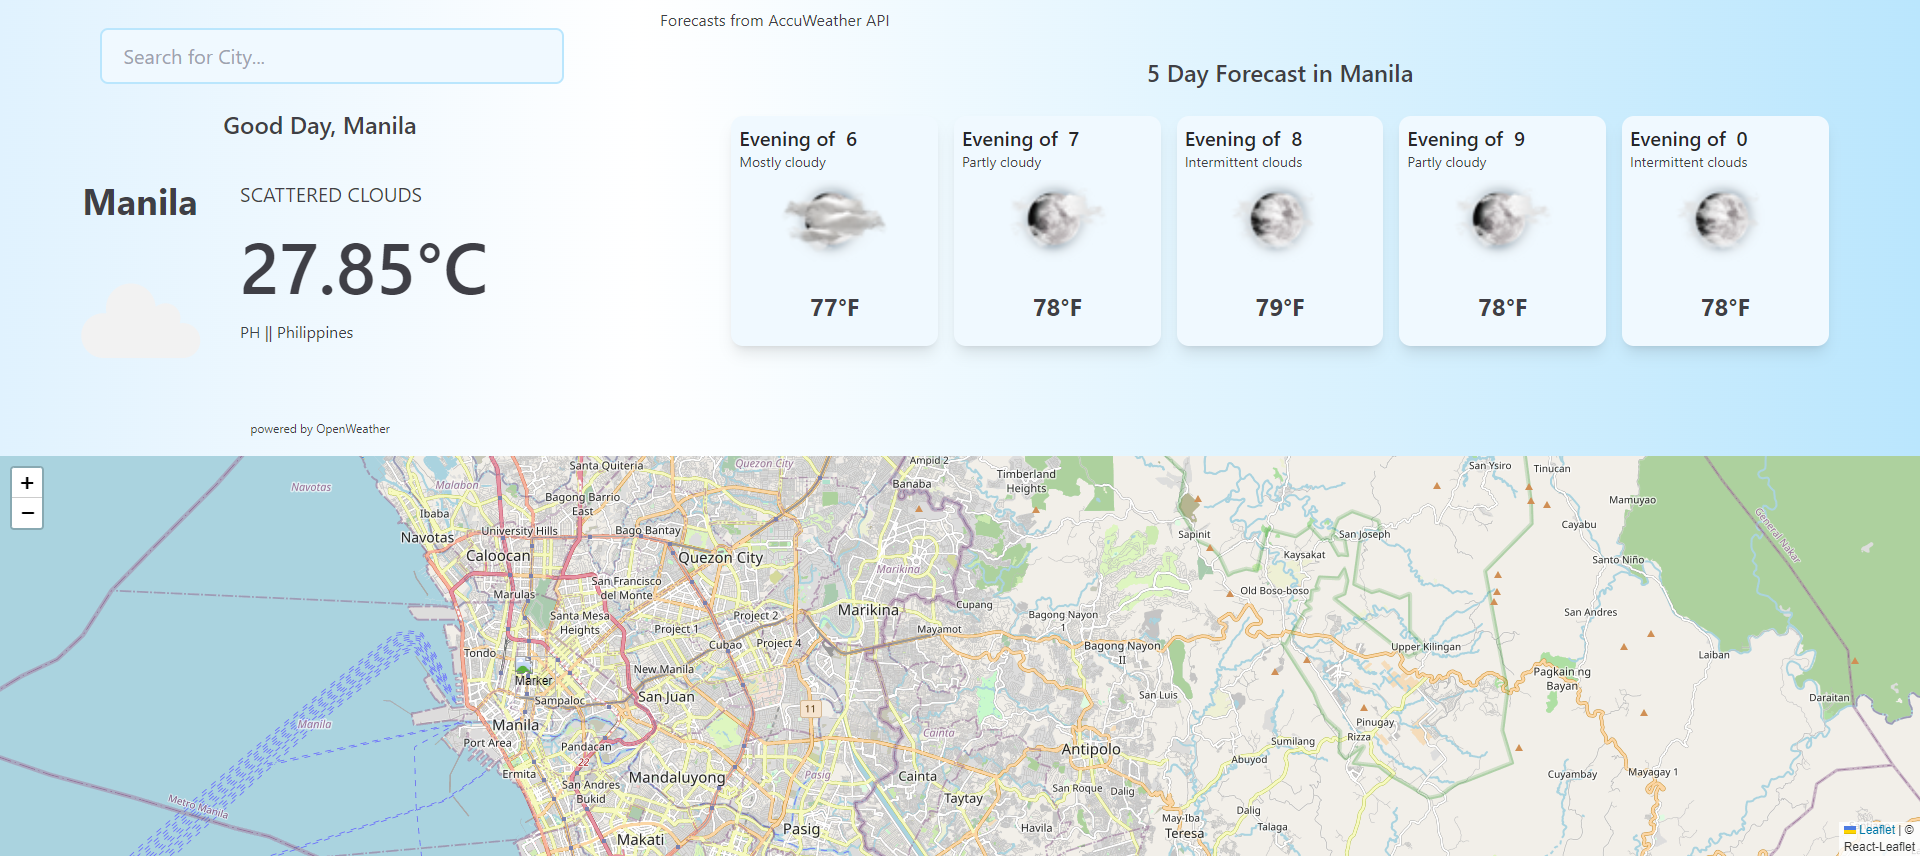 Forecasts from AccuWeather API
Search for City...
5 Day Forecast in Manila
Good Day, Manila
Manila
SCATTERED CLOUDS
27.85°C
PH || Philippines
powered by OpenWeather
Evening of 6
Mostly cloudy
77°F
Evening of 7
Partly cloudy
78°F
Evening of 8
Intermittent clouds
79°F
Evening of 9
Partly cloudy
78°F
Evening of 0
Intermittent clouds
78°F
+
−
Santa Quiteria
Quezon City
Ampid 2
Banaba
Timberland
Heights
San Ysiro
Tinucan
Navotas
Malabon
Bagong Barrio
East
Mamuyao
Ibaba
University Hills
Bago Bantay
Cayabu
General Nakar
Navotas
Caloocan
Quezon City
Sapinit
San Joseph
Kaysakat
Santo Niño
Marikina
San Francisco
del Monte
Marulas
Old Boso-boso
Santa Mesa
Heights
Project 2
Marikina
Cupang
Bagong Nayon
1
San Andres
Project 1
Mayamot
Tondo
Cubao
Project 4
Bagong Nayon
II
Upper Kilingan
Laiban
New Manila
Marker
Pagkain ng
Bayan
Sampaloc
San Juan
San Luis
Daraitan
11
Manila
Manila
Pinugay
Port Area
Pandacan
Cainta
Antipolo
Sumilang
Rizza
22
Ermita
San Andres
Bukid
Mandaluyong
Pasig
Cainta
Abuyod
Cuyambay
Mayagac 1
San Roque
Dalig
Metro Manila
Taytay
Dalig
May-Iba
Talaga
Makati
Pasig
Havila
Teresa
Leaflet | ©
React-Leaflet